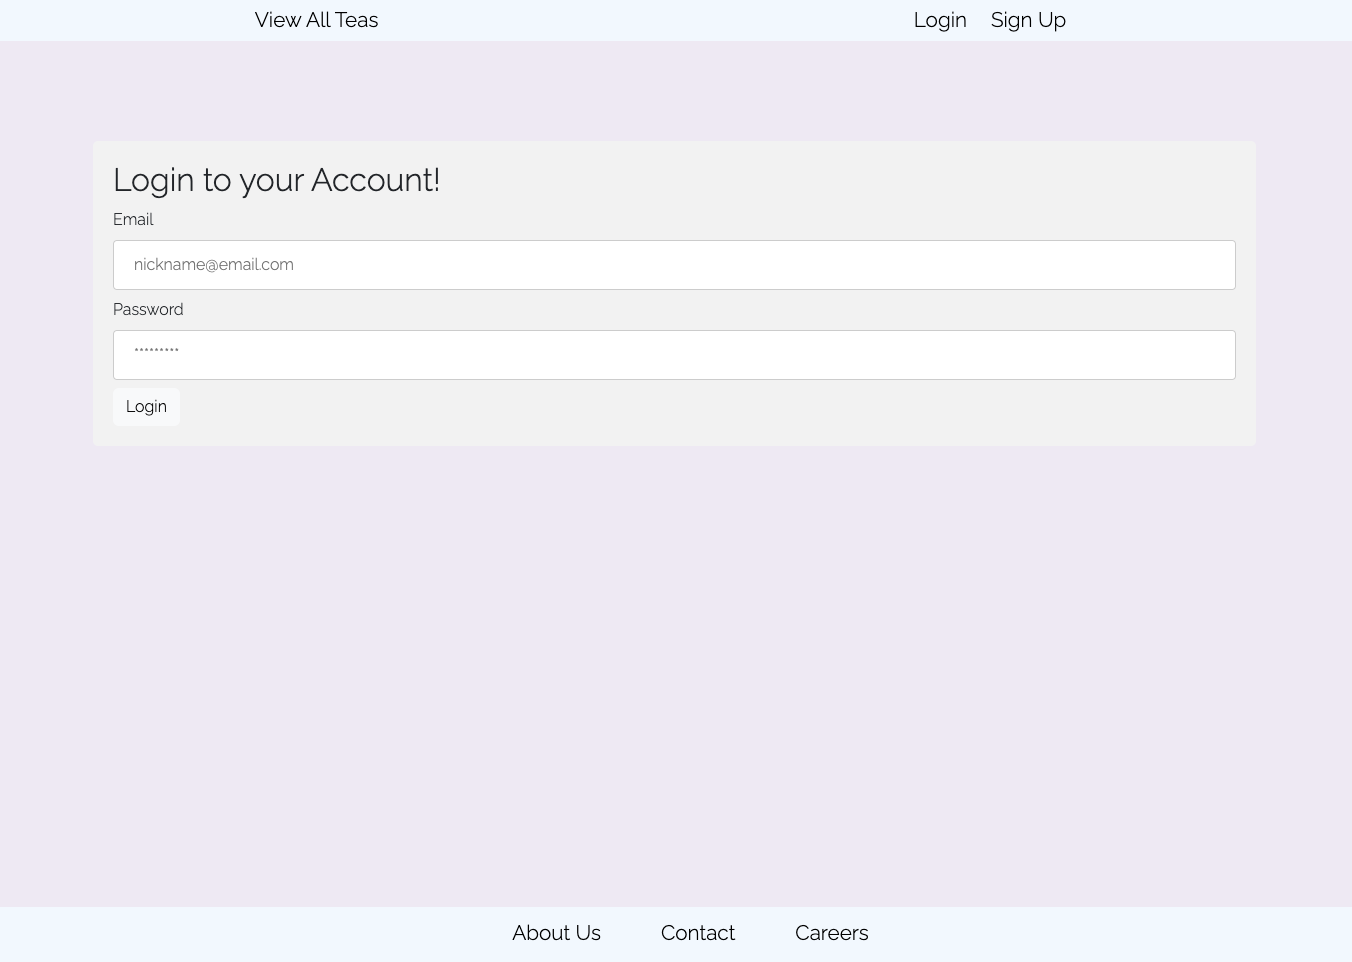 View All Teas Login Sign Up
Login to your Account!
Email
nickname@email.com
Password
*********
Login
About Us Contact Careers